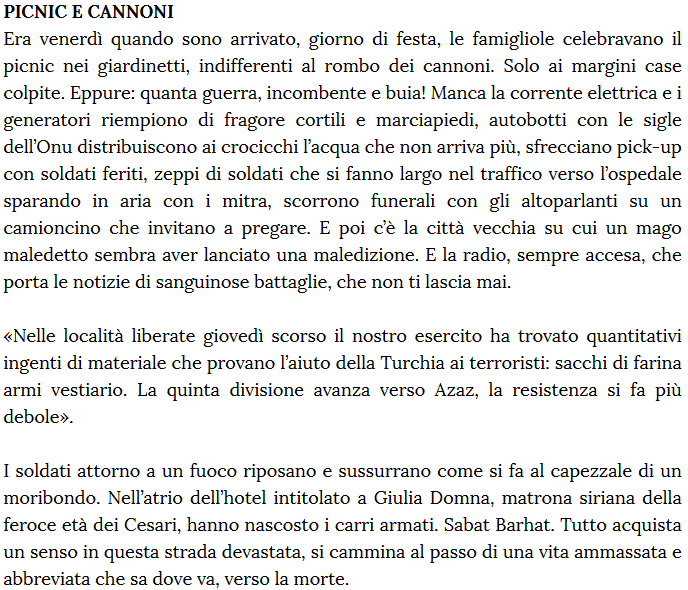 PICNIC E CANNONI
Era venerdì quando sono arrivato, giorno di festa, le famigliole celebravano il
picnic nei giardinetti, indifferenti al rombo dei cannoni. Solo ai margini case
colpite. Eppure: quanta guerra, incombente e buia! Manca la corrente elettrica e i
generatori riempiono di fragore cortili e marciapiedi, autobotti con le sigle
dell’Onu distribuiscono ai crocicchi l’acqua che non arriva più, sfrecciano pick-up
con soldati feriti, zeppi di soldati che si fanno largo nel traffico verso l’ospedale
sparando in aria con i mitra, scorrono funerali con gli altoparlanti su un
camioncino che invitano a pregare. E poi c’è la città vecchia su cui un mago
maledetto sembra aver lanciato una maledizione. E la radio, sempre accesa, che
porta le notizie di sanguinose battaglie, che non ti lascia mai.
«Nelle località liberate giovedì scorso il nostro esercito ha trovato quantitativi
ingenti di materiale che provano l’aiuto della Turchia ai terroristi: sacchi di farina
armi vestiario. La quinta divisione avanza verso Azaz, la resistenza si fa più
debole».
I soldati attorno a un fuoco riposano e sussurrano come si fa al capezzale di un
moribondo. Nell’atrio dell’hotel intitolato a Giulia Domna, matrona siriana della
feroce età dei Cesari, hanno nascosto i carri armati. Sabat Barhat. Tutto acquista
un senso in questa strada devastata, si cammina al passo di una vita ammassata e
abbreviata che sa dove va, verso la morte.